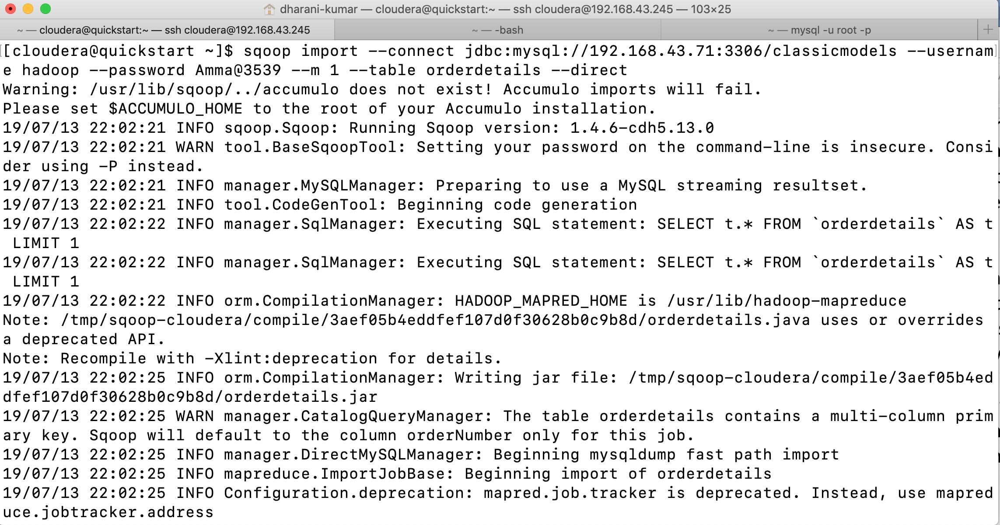 dharani-kumar — cloudera@quickstart:~ — ssh cloudera@192.168.43.245 — 103×25
~ — cloudera@quickstart:~ — ssh cloudera@192.168.43.245
~ — -bash
~ — mysql -u root -p
[cloudera@quickstart ~]$ sqoop import --connect jdbc:mysql://192.168.43.71:3306/classicmodels --usernam
e hadoop --password Amma@3539 --m 1 --table orderdetails --direct
Warning: /usr/lib/sqoop/../accumulo does not exist! Accumulo imports will fail.
Please set $ACCUMULO_HOME to the root of your Accumulo installation.
19/07/13 22:02:21 INFO sqoop.Sqoop: Running Sqoop version: 1.4.6-cdh5.13.0
19/07/13 22:02:21 WARN tool.BaseSqoopTool: Setting your password on the command-line is insecure. Consi
der using -P instead.
19/07/13 22:02:21 INFO manager.MySQLManager: Preparing to use a MySQL streaming resultset.
19/07/13 22:02:21 INFO tool.CodeGenTool: Beginning code generation
19/07/13 22:02:22 INFO manager.SqlManager: Executing SQL statement: SELECT t.* FROM `orderdetails` AS t
 LIMIT 1
19/07/13 22:02:22 INFO manager.SqlManager: Executing SQL statement: SELECT t.* FROM `orderdetails` AS t
 LIMIT 1
19/07/13 22:02:22 INFO orm.CompilationManager: HADOOP_MAPRED_HOME is /usr/lib/hadoop-mapreduce
Note: /tmp/sqoop-cloudera/compile/3aef05b4eddfef107d0f30628b0c9b8d/orderdetails.java uses or overrides
a deprecated API.
Note: Recompile with -Xlint:deprecation for details.
19/07/13 22:02:25 INFO orm.CompilationManager: Writing jar file: /tmp/sqoop-cloudera/compile/3aef05b4ed
dfef107d0f30628b0c9b8d/orderdetails.jar
19/07/13 22:02:25 WARN manager.CatalogQueryManager: The table orderdetails contains a multi-column prim
ary key. Sqoop will default to the column orderNumber only for this job.
19/07/13 22:02:25 INFO manager.DirectMySQLManager: Beginning mysqldump fast path import
19/07/13 22:02:25 INFO mapreduce.ImportJobBase: Beginning import of orderdetails
19/07/13 22:02:25 INFO Configuration.deprecation: mapred.job.tracker is deprecated. Instead, use mapred
uce.jobtracker.address